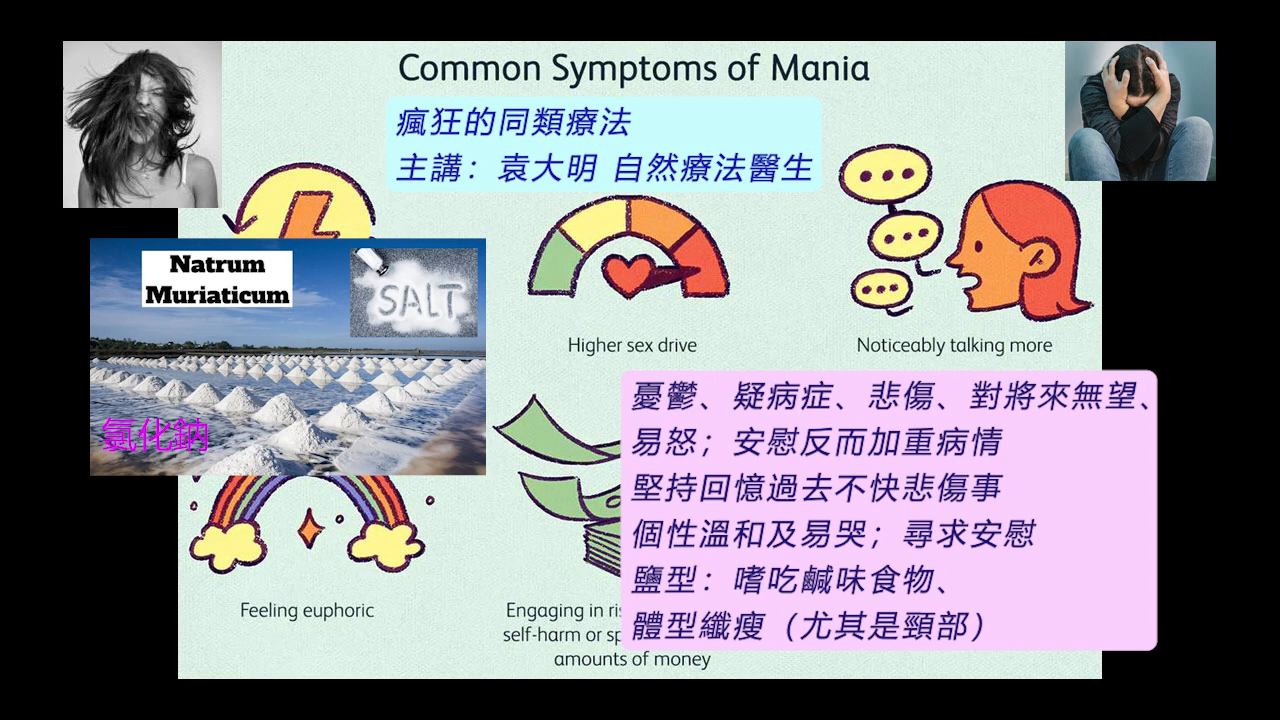 Common Symptoms of Mania
瘋狂的同類療法
主講：袁大明 自然療法醫生
Natrum
Muriaticum
SALT
氯化鈉
Higher sex drive
Noticeably talking more
憂鬱、疑病症、悲傷、對將來無望、
易怒；安慰反而加重病情
堅持回憶過去不快悲傷事
個性溫和及易哭；尋求安慰
鹽型：嗜吃鹹味食物、
體型纖瘦（尤其是頸部）
Feeling euphoric
Engaging in
self-harm or
amounts of money